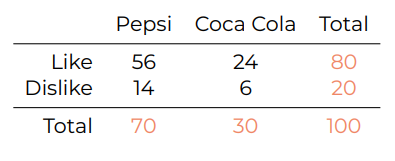 Pepsi Coca Cola Total
Like 56 24 80
Dislike 14 6 20
Total 70 30 100